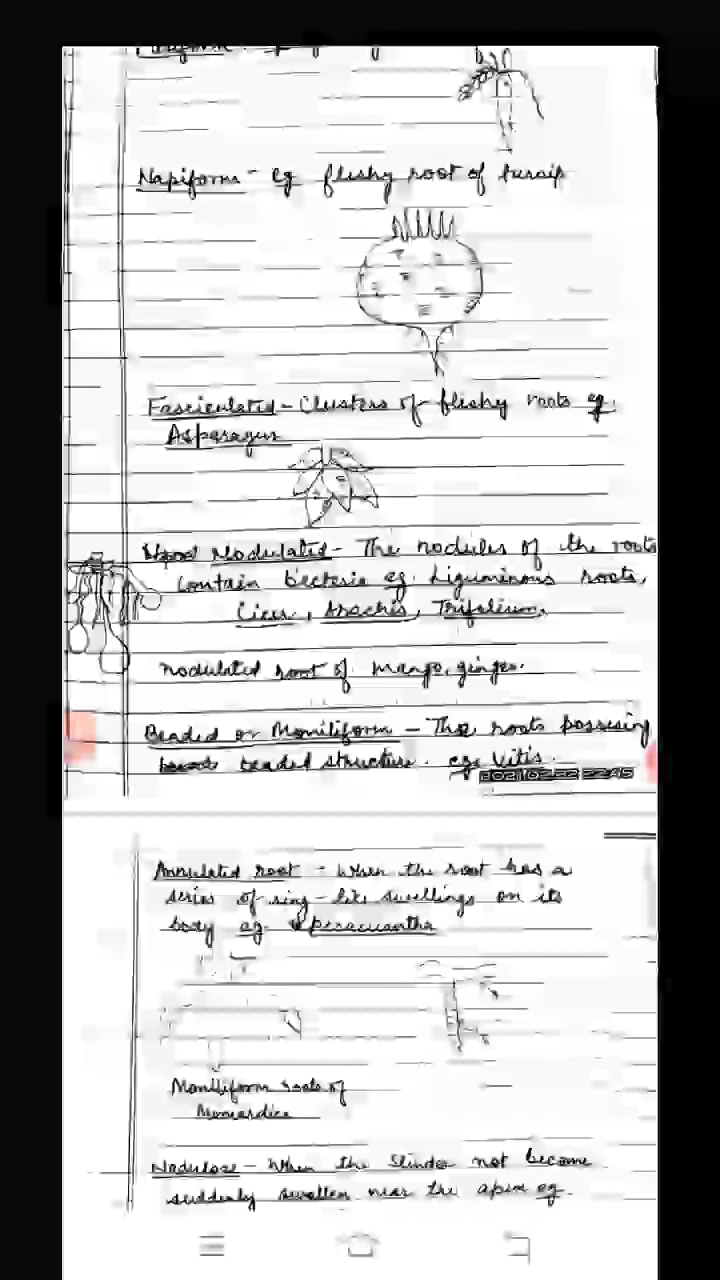 Napiform - eg fleshy root of turnip
Fasciculated - Clusters of fleshy roots eg.
Asparagus
Nodulated - The nodules of the roots
contain bacteria eg. Liguminous roots,
Cicer, Arachis, Trifolium.
nodulated root of mango, ginger.
Beaded or Moniliform - The roots possesing
beaded structure. eg. Vitis.
Annulated root - When the root has a
series of ring-like swellings on its
body eg.
Moniliform roots of
Momordica
Nodulose - When the slinder root become
suddenly swollen near the apex eg.